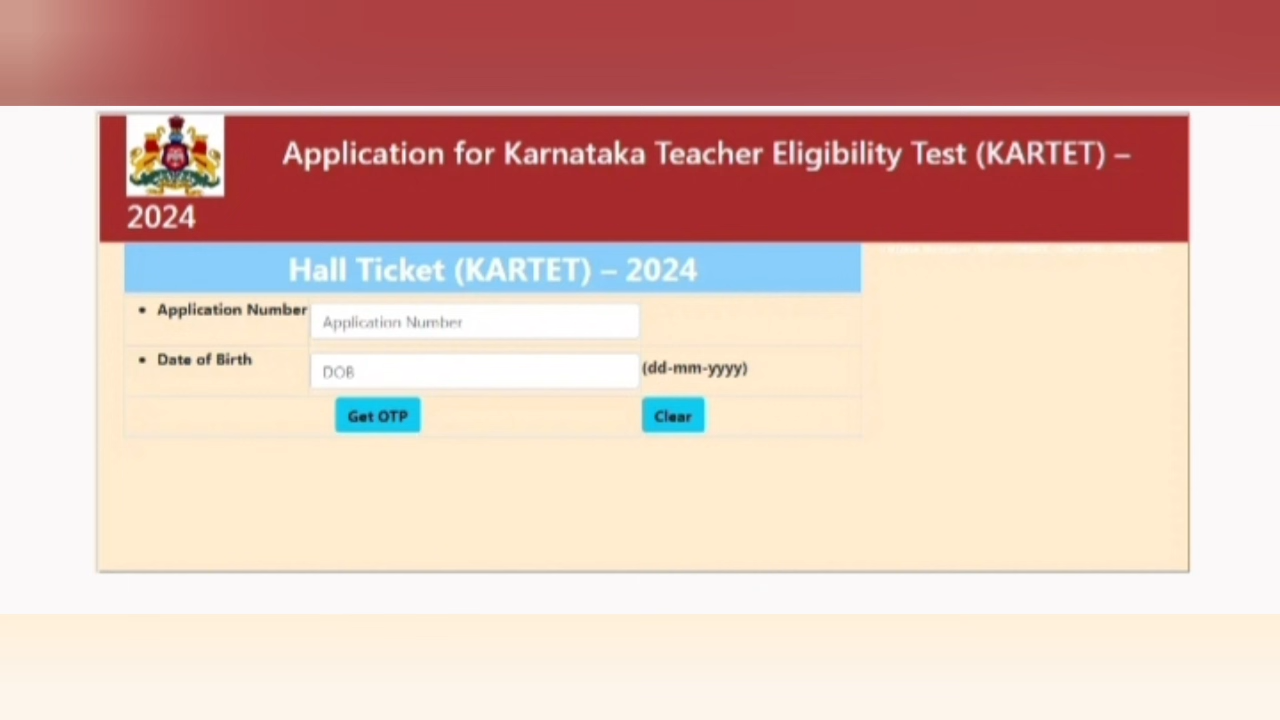 Application for Karnataka Teacher Eligibility Test (KARTET) –
2024
Hall Ticket (KARTET) – 2024
• Application Number
Application Number
• Date of Birth
DOB
(dd-mm-yyyy)
Get OTP
Clear